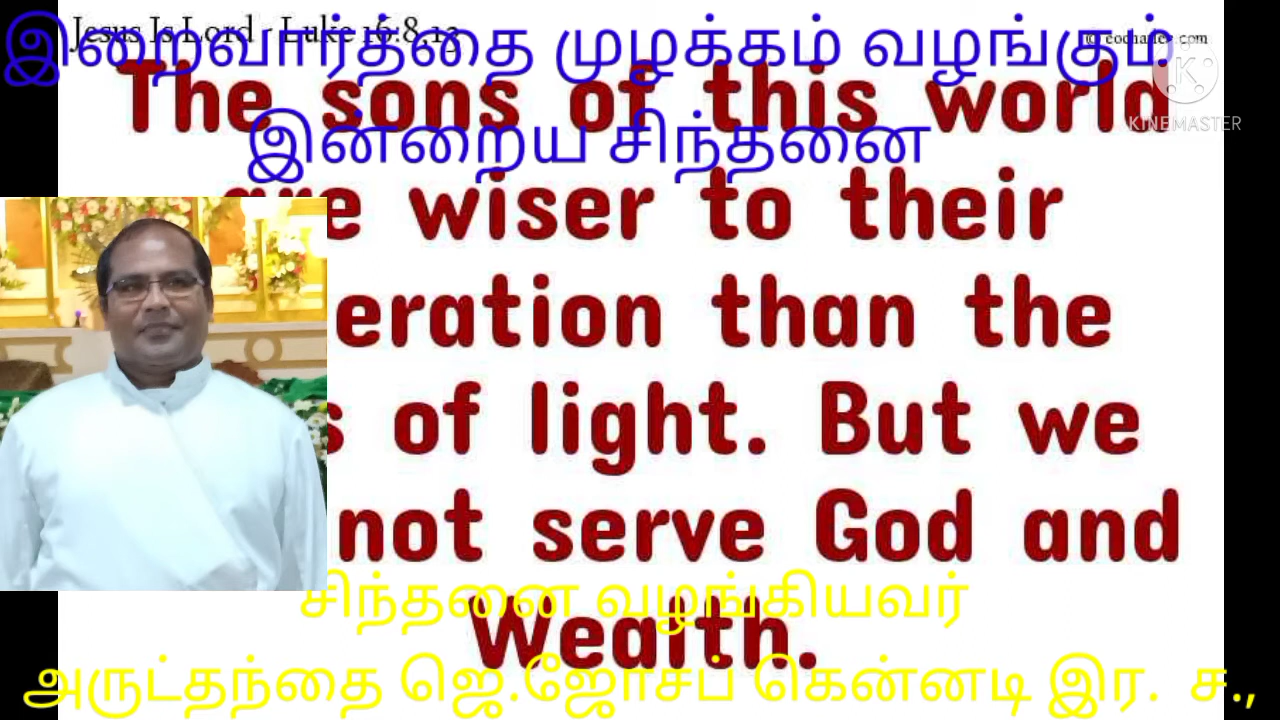 Jesus Is Lord - Luke 16:8,13
© eocharles.com
இறைவார்த்தை முழக்கம் வழங்கும்
The sons of this world
KINEMASTER
இன்றைய சிந்தனை
wiser to their
eration than the
of light. But we
not serve God and
சிந்தனை வழங்கியவர்
Wealth.
அருட்தந்தை ஜெ.ஜோசப் கென்னடி இர. ச.,